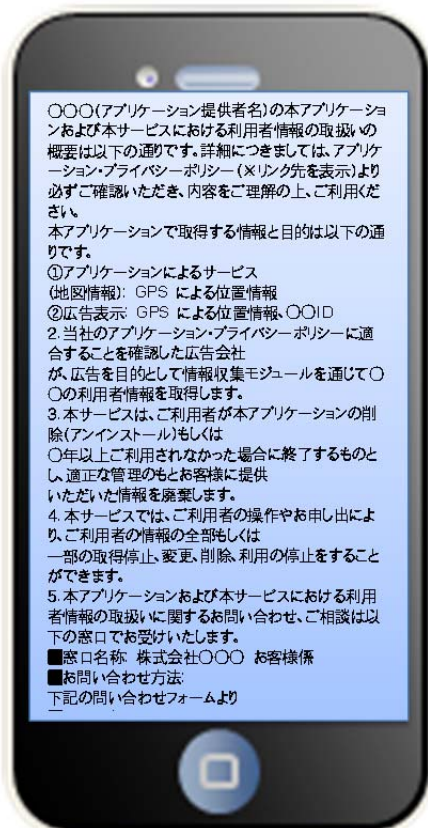 〇〇〇(アプリケーション提供者名)の本アプリケーショ
ンおよび本サービスにおける利用者情報の取扱いの
概要は以下の通りです。詳細につきましては、アプリケ
ーション・プライバシーポリシー(※リンク先を表示)より
必ずご確認いただき、内容をご理解の上、ご利用くだ
さい。
本アプリケーションで取得する情報と目的は以下の通
りです。
①アプリケーションによるサービス
(地図情報): GPS による位置情報
②広告表示: GPS による位置情報、〇〇ID
2. 当社のアプリケーション・プライバシーポリシーに適
合することを確認した広告会社
が、広告を目的として情報収集モジュールを通じて〇
〇の利用者情報を取得します。
3. 本サービスは、ご利用者が本アプリケーションの削
除(アンインストール)もしくは
〇年以上ご利用されなかった場合に終了するものと
し、適正な管理のもとお客様に提供
いただいた情報を廃棄します。
4. 本サービスでは、ご利用者の操作やお申し出によ
り、ご利用者の情報の全部もしくは
一部の取得停止、変更、削除、利用の停止をすること
ができます。
5. 本アプリケーションおよび本サービスにおける利用
者情報の取扱いに関するお問い合わせ、ご相談は以
下の窓口でお受けいたします。
■窓口名称: 株式会社〇〇〇 お客様係
■お問い合わせ方法:
下記の問い合わせフォームより